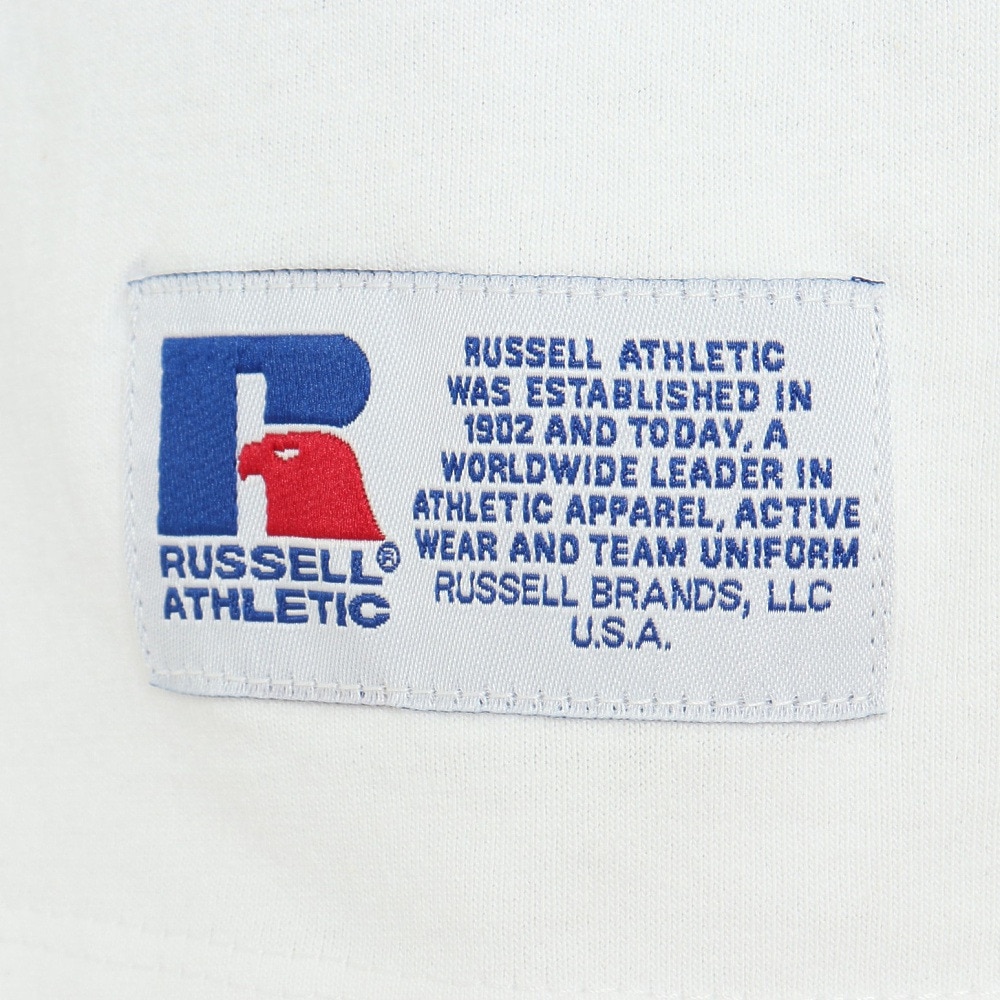 R
RUSSELL®
ATHLETIC
RUSSELL ATHLETIC
WAS ESTABLISHED IN
1902 AND TODAY, A
WORLDWIDE LEADER IN
ATHLETIC APPAREL, ACTIVE
WEAR AND TEAM UNIFORM
RUSSELL BRANDS, LLC
U.S.A.